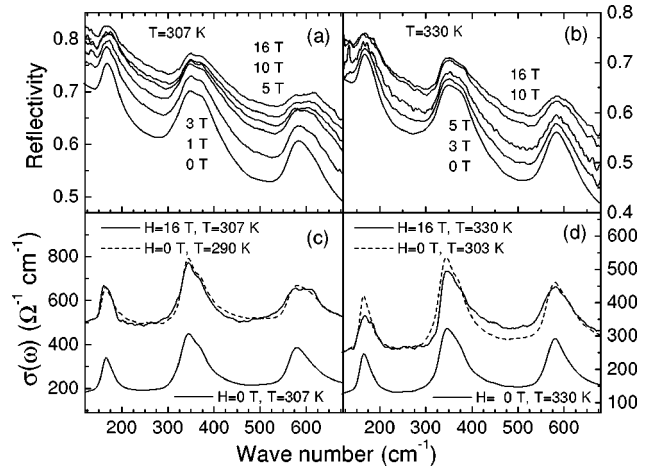 T=307 K
(a)
16 T
10 T
5 T
3 T
1 T
0 T
0.8
0.7
0.6
0.5
Reflectivity
T=330 K
(b)
16 T
10 T
5 T
3 T
0 T
0.8
0.7
0.6
0.5
0.4
H=16 T, T=307 K
H=0 T, T=290 K
(c)
H=0 T, T=307 K
800
600
400
200
σ(ω) (Ω⁻¹ cm⁻¹)
H=16 T, T=330 K
H=0 T, T=303 K
(d)
H= 0 T, T=330 K
500
400
300
200
100
200 300 400 500 600
200 300 400 500 600
Wave number (cm⁻¹)